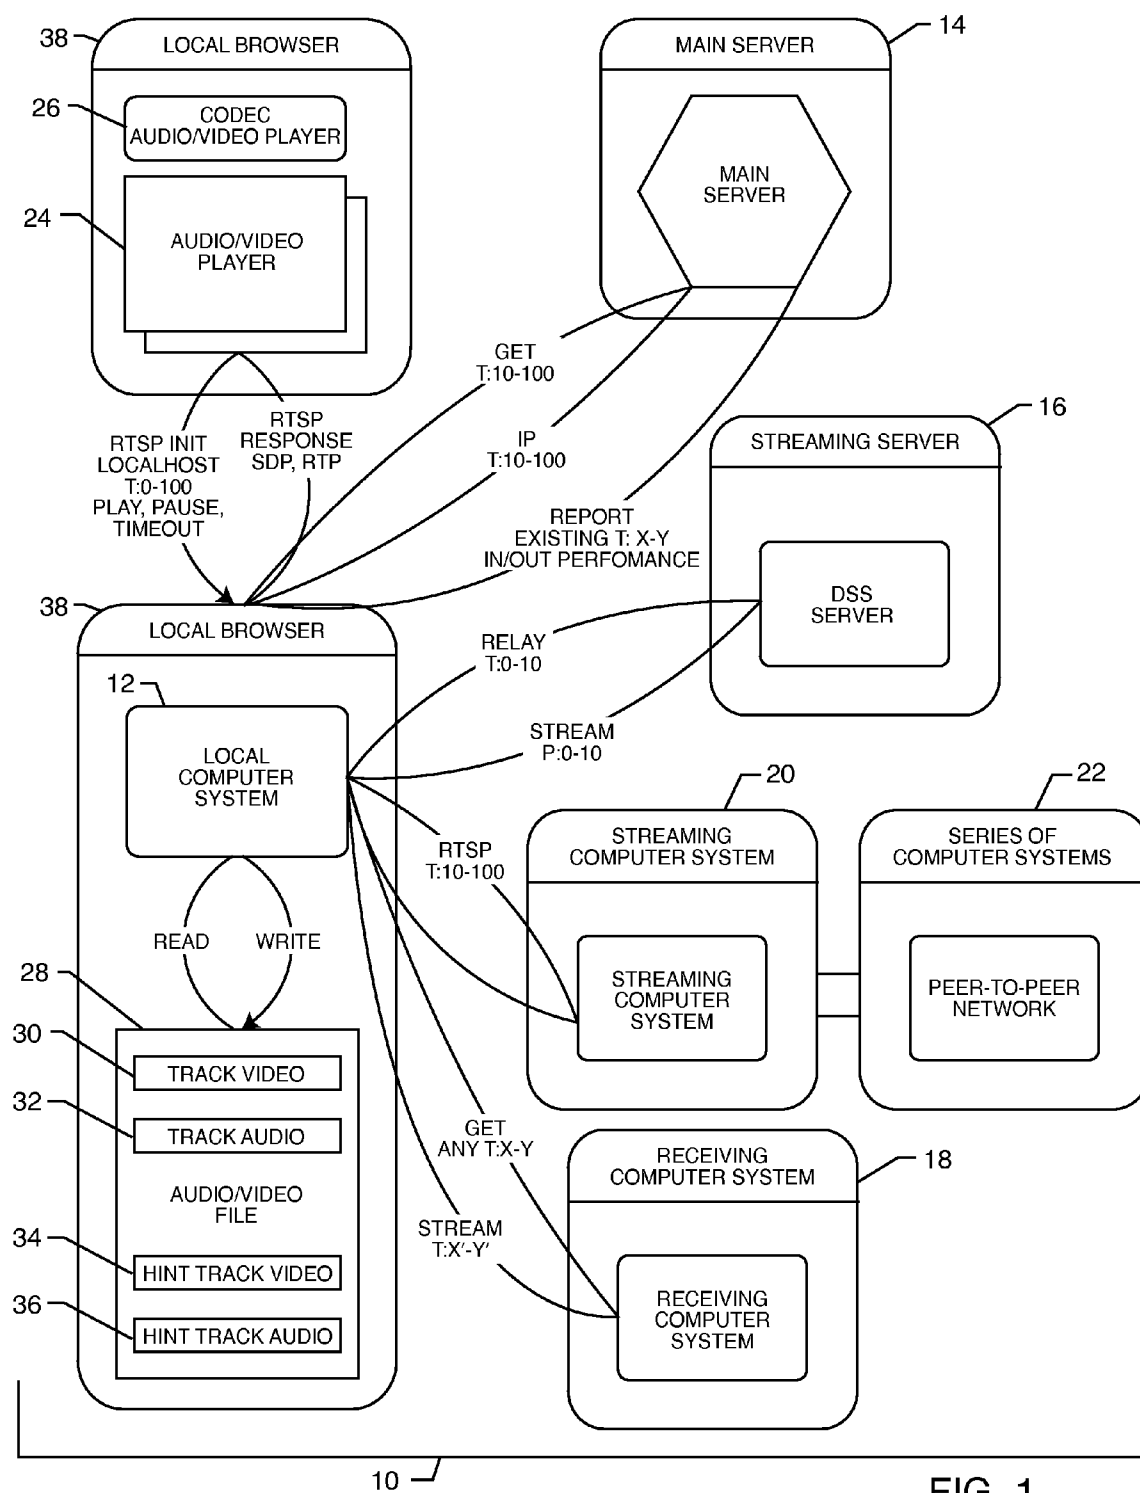 38
LOCAL BROWSER
26
CODEC
AUDIO/VIDEO PLAYER
24
AUDIO/VIDEO
PLAYER
MAIN SERVER
14
MAIN
SERVER
GET
T:10-100
IP
T:10-100
REPORT
EXISTING T: X-Y
IN/OUT PERFOMANCE
RTSP INIT
LOCALHOST
T:0-100
PLAY, PAUSE,
TIMEOUT
RTSP
RESPONSE
SDP, RTP
16
STREAMING SERVER
DSS
SERVER
38
LOCAL BROWSER
12
LOCAL
COMPUTER
SYSTEM
RELAY
T:0-10
STREAM
P:0-10
RTSP
T:10-100
20
STREAMING
COMPUTER SYSTEM
STREAMING
COMPUTER
SYSTEM
22
SERIES OF
COMPUTER SYSTEMS
PEER-TO-PEER
NETWORK
READ
WRITE
28
30
TRACK VIDEO
32
TRACK AUDIO
AUDIO/VIDEO
FILE
34
HINT TRACK VIDEO
36
HINT TRACK AUDIO
GET
ANY T:X-Y
STREAM
T:X'-Y'
RECEIVING
COMPUTER SYSTEM
18
RECEIVING
COMPUTER
SYSTEM
10
FIG. 1